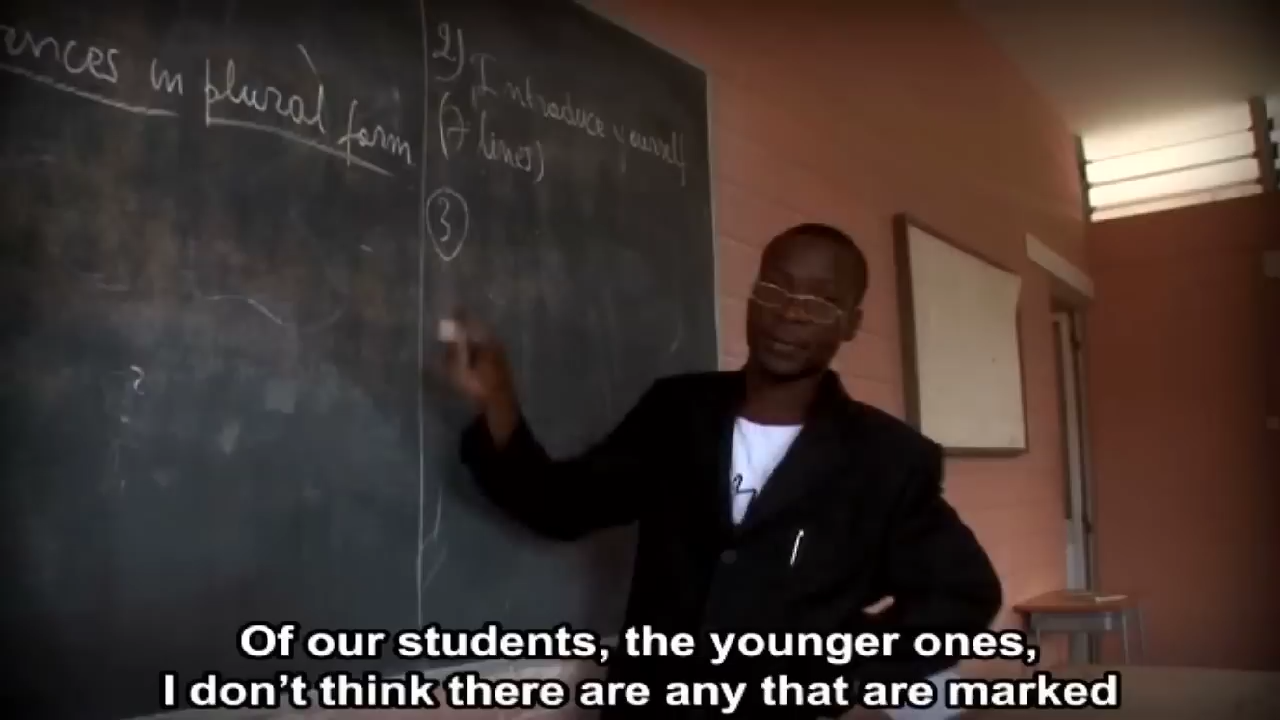 ences in plural form
2) Introduce yourself
(7 lines)
3
Of our students, the younger ones,
I don't think there are any that are marked